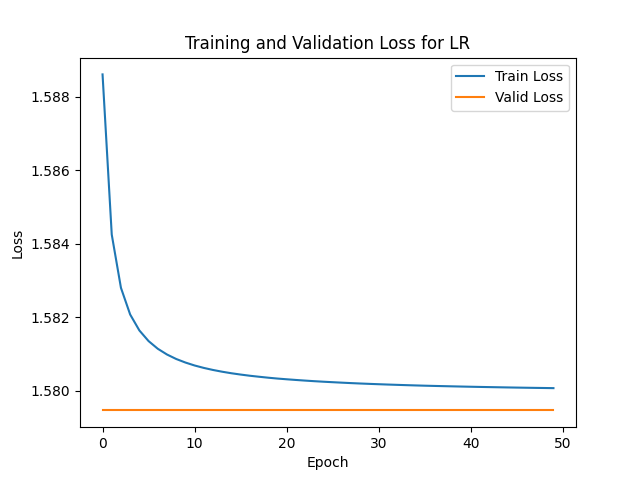 Training and Validation Loss for LR
Train Loss
Valid Loss
Loss
1.588
1.586
1.584
1.582
1.580
0 10 20 30 40 50
Epoch